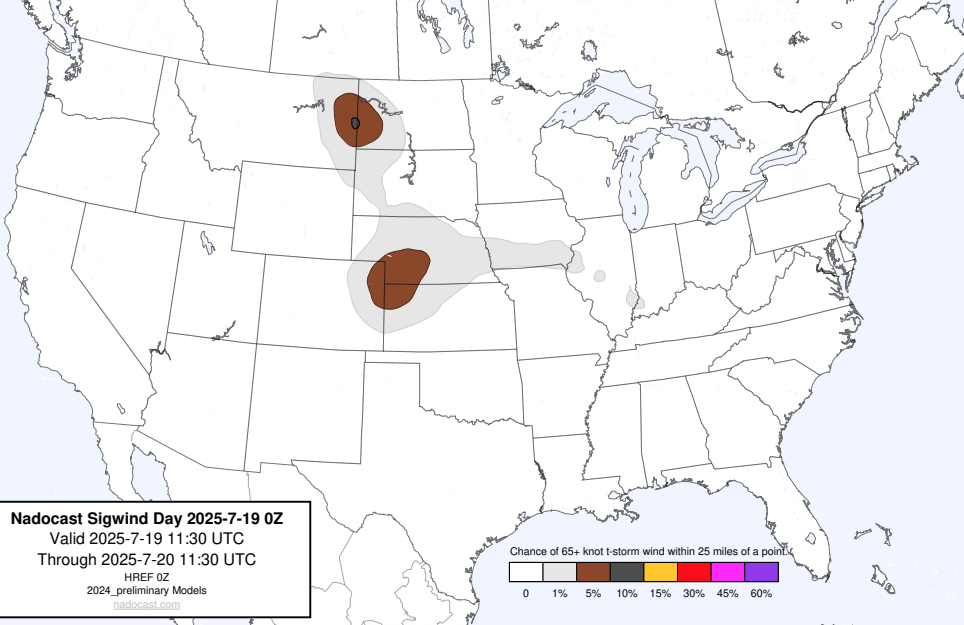 Nadocast Sigwind Day 2025-7-19 0Z
Valid 2025-7-19 11:30 UTC
Through 2025-7-20 11:30 UTC
HREF 0Z
2024_preliminary Models
nadocast.com
Chance of 65+ knot t-storm wind within 25 miles of a point.
0 1% 5% 10% 15% 30% 45% 60%